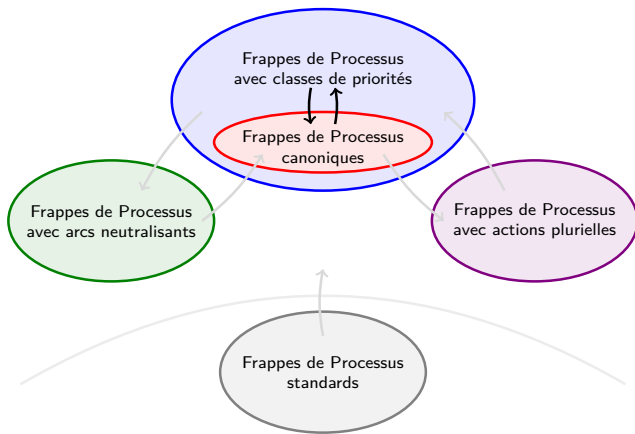 Frappes de Processus
avec classes de priorités
Frappes de Processus
canoniques
Frappes de Processus
avec arcs neutralisants
Frappes de Processus
avec actions plurielles
Frappes de Processus
standards